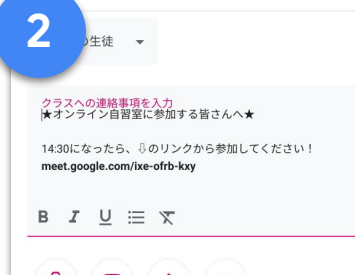 2
の生徒
クラスへの連絡事項を入力
★オンライン自習室に参加する皆さんへ★
14:30になったら、⇩のリンクから参加してください！
meet.google.com/ixe-ofrb-kxy
B I U